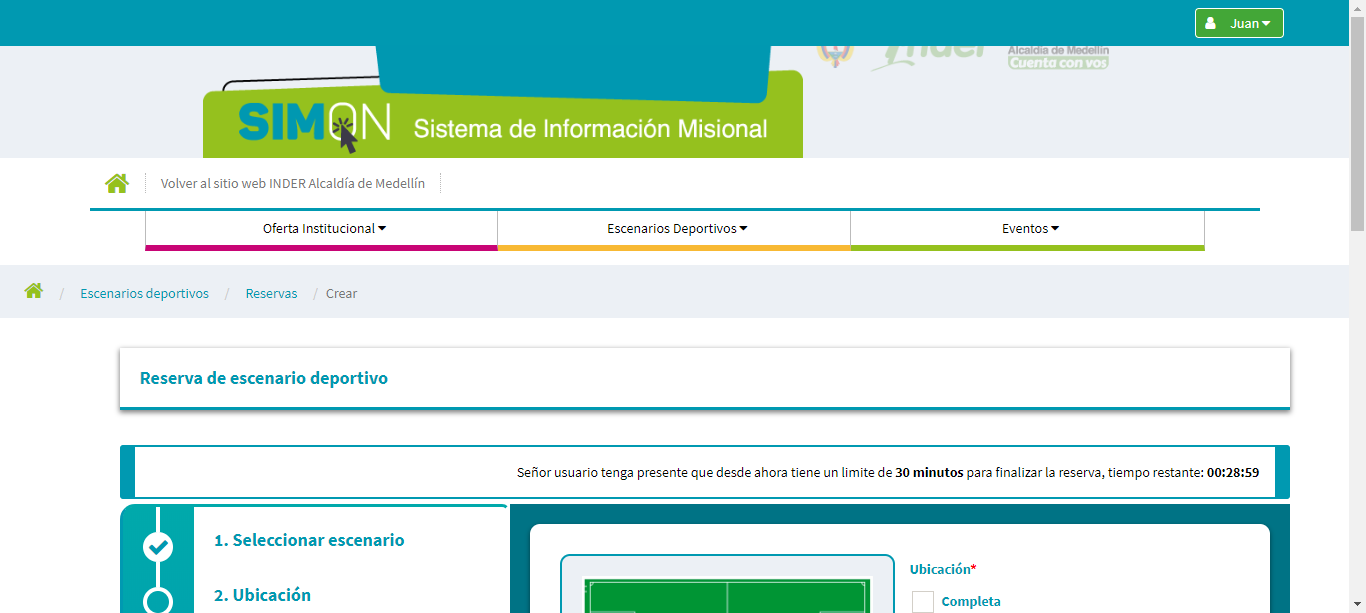 Juan
Inder
Alcaldía de Medellín
Cuenta con vos
SIMON Sistema de Información Misional
Volver al sitio web INDER Alcaldía de Medellín
Oferta Institucional
Escenarios Deportivos
Eventos
/ Escenarios deportivos / Reservas / Crear
Reserva de escenario deportivo
Señor usuario tenga presente que desde ahora tiene un limite de 30 minutos para finalizar la reserva, tiempo restante: 00:28:59
1. Seleccionar escenario
2. Ubicación
Ubicación*
Completa